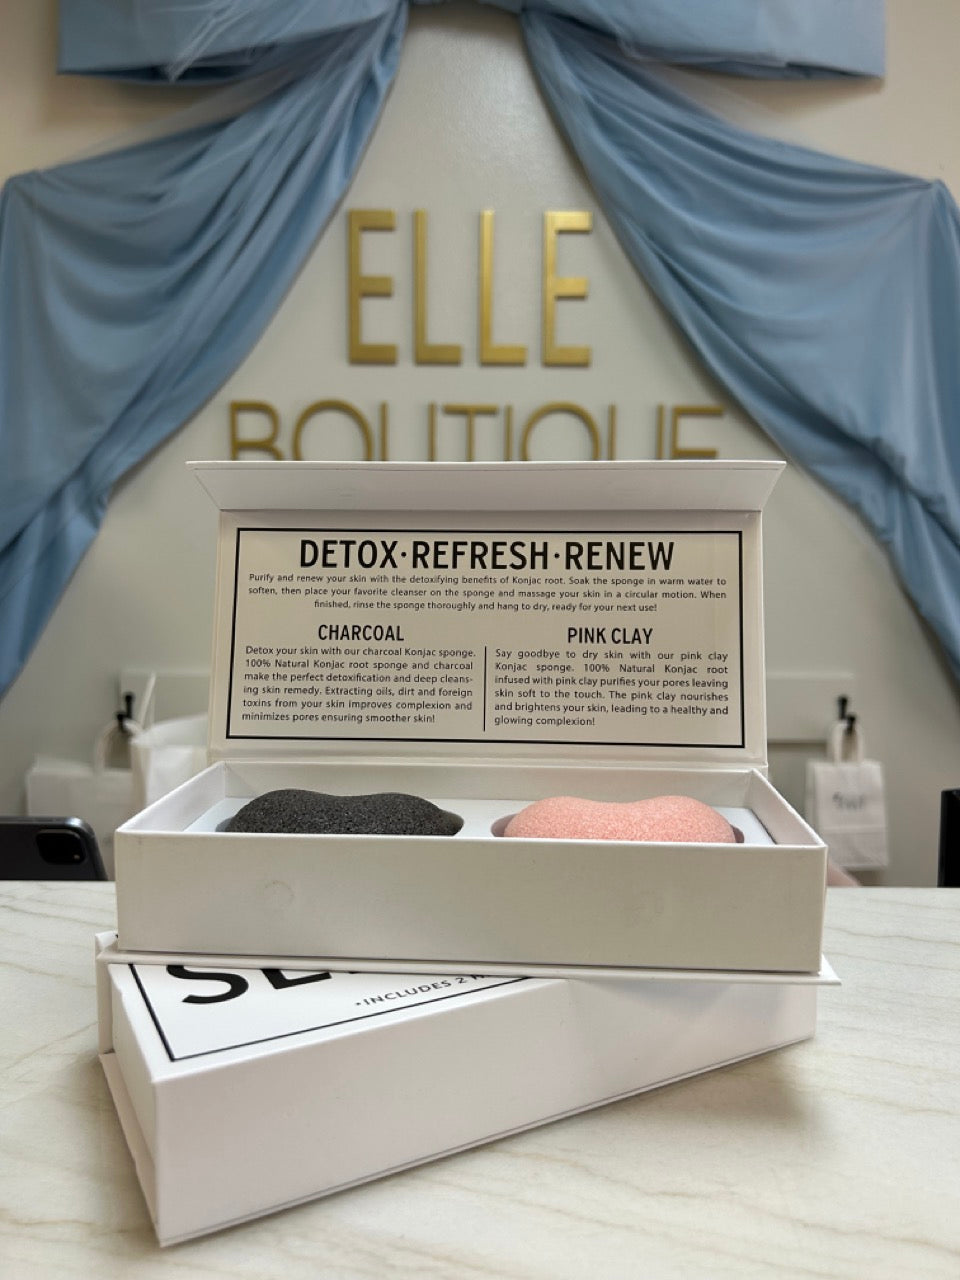 ELLE
BOUTIQUE
DETOX·REFRESH·RENEW
Purify and renew your skin with the detoxifying benefits of Konjac root. Soak the sponge in warm water to
soften, then place your favorite cleanser on the sponge and massage your skin in a circular motion. When
finished, rinse the sponge thoroughly and hang to dry, ready for your next use!
CHARCOAL
Detox your skin with our charcoal Konjac sponge.
100% Natural Konjac root sponge and charcoal
make the perfect detoxification and deep cleans-
ing skin remedy. Extracting oils, dirt and foreign
toxins from your skin improves complexion and
minimizes pores ensuring smoother skin!
PINK CLAY
Say goodbye to dry skin with our pink clay
Konjac sponge. 100% Natural Konjac root
infused with pink clay purifies your pores leaving
skin soft to the touch. The pink clay nourishes
and brightens your skin, leading to a healthy and
glowing complexion!
•INCLUDES 2